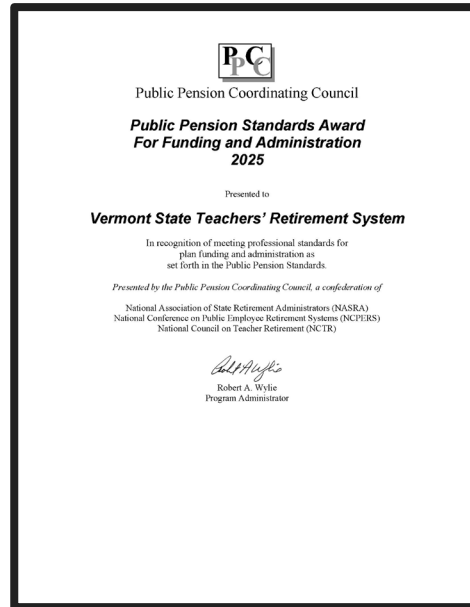 PPCC
Public Pension Coordinating Council
Public Pension Standards Award
For Funding and Administration
2025
Presented to
Vermont State Teachers' Retirement System
In recognition of meeting professional standards for
plan funding and administration as
set forth in the Public Pension Standards.
Presented by the Public Pension Coordinating Council, a confederation of
National Association of State Retirement Administrators (NASRA)
National Conference on Public Employee Retirement Systems (NCPERS)
National Council on Teacher Retirement (NCTR)
Robert A Wylie
Robert A. Wylie
Program Administrator